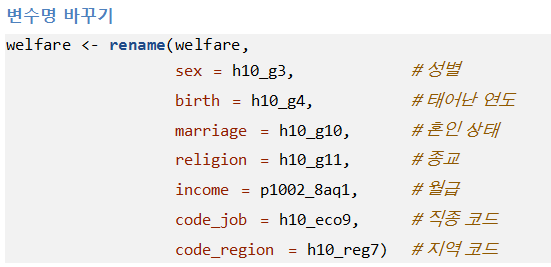 변수명 바꾸기
welfare <- rename(welfare,
sex = h10_g3, # 성별
birth = h10_g4, # 태어난 연도
marriage = h10_g10, # 혼인 상태
religion = h10_g11, # 종교
income = p1002_8aq1, # 월급
code_job = h10_eco9, # 직종 코드
code_region = h10_reg7) # 지역 코드